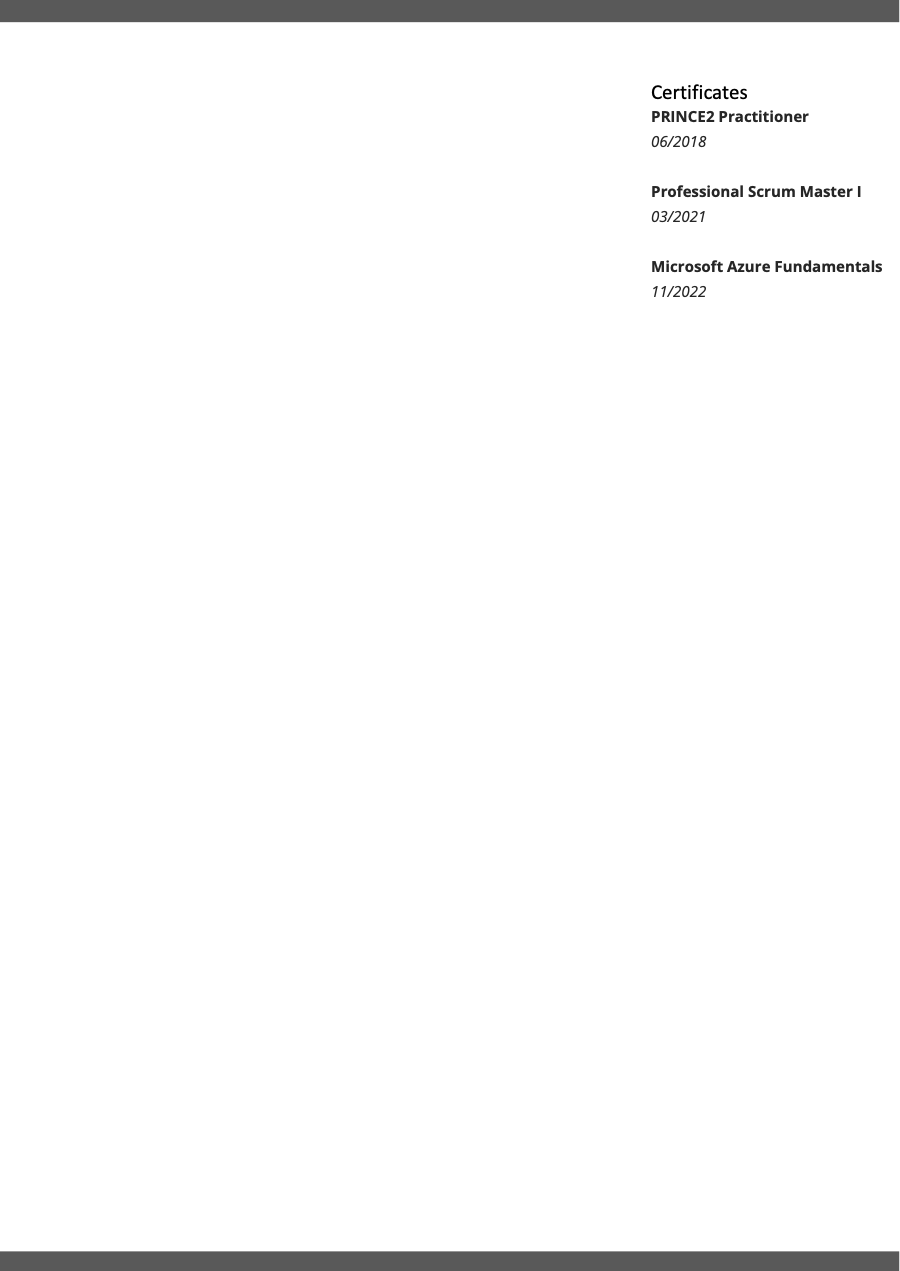 Certificates
PRINCE2 Practitioner
06/2018
Professional Scrum Master I
03/2021
Microsoft Azure Fundamentals
11/2022